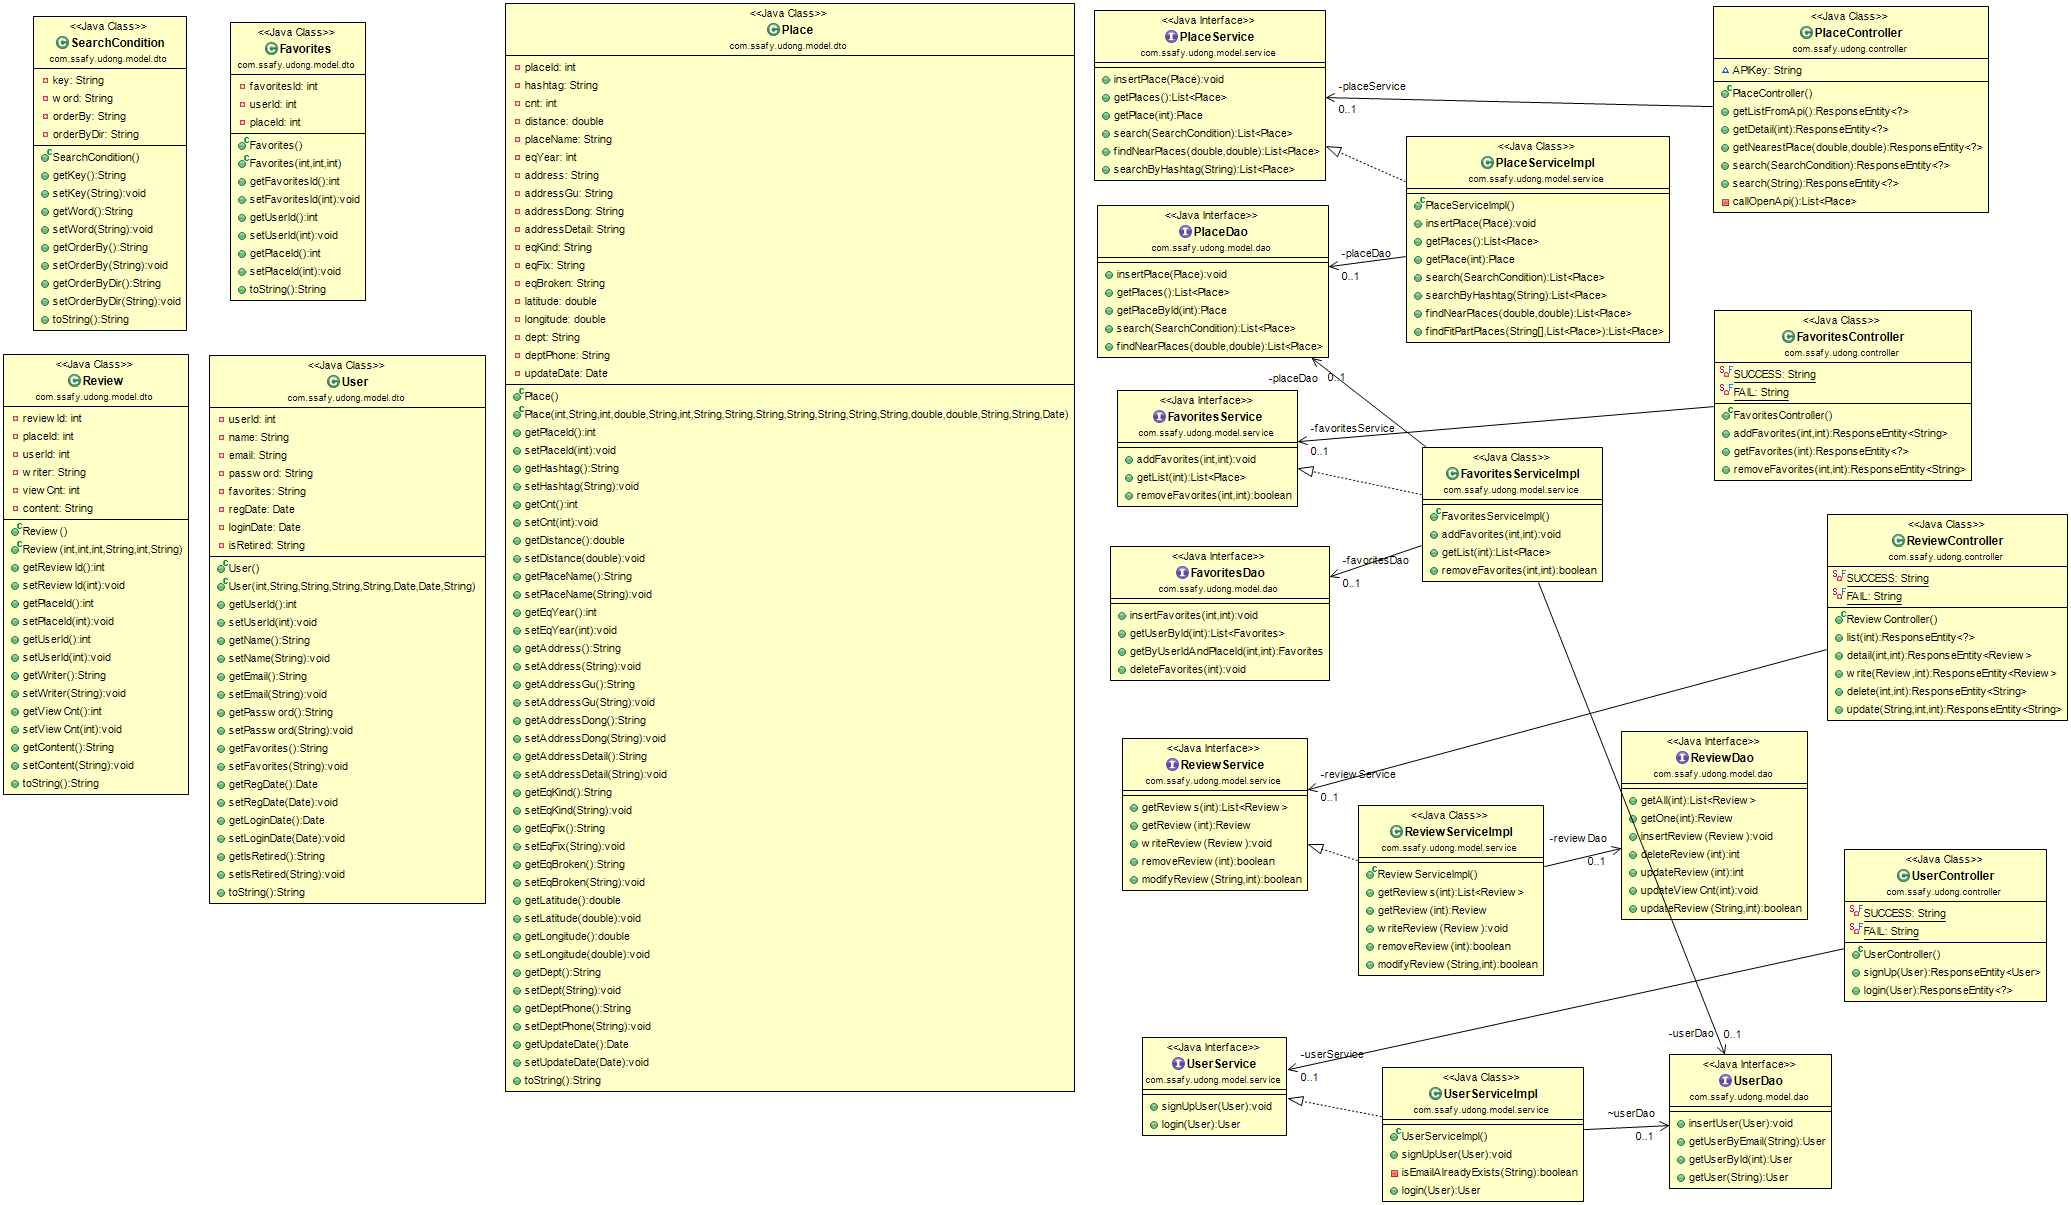 <<Java Class>>
SearchCondition
com.ssafy.udong.model.dto
key: String
word: String
orderBy: String
orderByDir: String
SearchCondition()
getKey():String
setKey(String):void
getWord():String
setWord(String):void
getOrderBy():String
setOrderBy(String):void
getOrderByDir():String
setOrderByDir(String):void
toString():String
<<Java Class>>
Favorites
com.ssafy.udong.model.dto
favoritesId: int
userId: int
placeId: int
Favorites()
Favorites(int,int,int)
getFavoritesId():int
setFavoritesId(int):void
getUserId():int
setUserId(int):void
getPlaceId():int
setPlaceId(int):void
toString():String
<<Java Class>>
Review
com.ssafy.udong.model.dto
reviewId: int
placeId: int
userId: int
writer: String
viewCnt: int
content: String
Review()
Review(int,int,int,String,int,String)
getReviewId():int
setReviewId(int):void
getPlaceId():int
setPlaceId(int):void
getUserId():int
setUserId(int):void
getWriter():String
setWriter(String):void
getViewCnt():int
setViewCnt(int):void
getContent():String
setContent(String):void
toString():String
<<Java Class>>
User
com.ssafy.udong.model.dto
userId: int
name: String
email: String
password: String
favorites: String
regDate: Date
loginDate: Date
isRetired: String
User()
User(int,String,String,String,String,Date,Date,String)
getUserId():int
setUserId(int):void
getName():String
setName(String):void
getEmail():String
setEmail(String):void
getPassword():String
setPassword(String):void
getFavorites():String
setFavorites(String):void
getRegDate():Date
setRegDate(Date):void
getLoginDate():Date
setLoginDate(Date):void
getIsRetired():String
setIsRetired(String):void
toString():String
<<Java Class>>
Place
com.ssafy.udong.model.dto
placeId: int
hashtag: String
cnt: int
distance: double
placeName: String
eqYear: int
address: String
addressGu: String
addressDong: String
addressDetail: String
eqKind: String
eqFix: String
eqBroken: String
latitude: double
longitude: double
dept: String
deptPhone: String
updateDate: Date
Place()
Place(int,String,int,double,String,int,String,String,String,String,String,String,String,double,double,String,String,Date)
getPlaceId():int
setPlaceId(int):void
getHashtag():String
setHashtag(String):void
getCnt():int
setCnt(int):void
getDistance():double
setDistance(double):void
getPlaceName():String
setPlaceName(String):void
getEqYear():int
setEqYear(int):void
getAddress():String
setAddress(String):void
getAddressGu():String
setAddressGu(String):void
getAddressDong():String
setAddressDong(String):void
getAddressDetail():String
setAddressDetail(String):void
getEqKind():String
setEqKind(String):void
getEqFix():String
setEqFix(String):void
getEqBroken():String
setEqBroken(String):void
getLatitude():double
setLatitude(double):void
getLongitude():double
setLongitude(double):void
getDept():String
setDept(String):void
getDeptPhone():String
setDeptPhone(String):void
getUpdateDate():Date
setUpdateDate(Date):void
toString():String
<<Java Interface>>
PlaceService
com.ssafy.udong.model.service
insertPlace(Place):void
getPlaces():List<Place>
getPlace(int):Place
search(SearchCondition):List<Place>
findNearPlaces(double,double):List<Place>
searchByHashtag(String):List<Place>
-placeService
0..1
<<Java Class>>
PlaceController
com.ssafy.udong.controller
APIKey: String
PlaceController()
getListFromApi():ResponseEntity<?>
getDetail(int):ResponseEntity<?>
getNearestPlace(double,double):ResponseEntity<?>
search(SearchCondition):ResponseEntity<?>
search(String):ResponseEntity<?>
callOpenApi():List<Place>
<<Java Class>>
PlaceServiceImpl
com.ssafy.udong.model.service
PlaceServiceImpl()
insertPlace(Place):void
getPlaces():List<Place>
getPlace(int):Place
search(SearchCondition):List<Place>
searchByHashtag(String):List<Place>
findNearPlaces(double,double):List<Place>
findFitPartPlaces(String[],List<Place>):List<Place>
<<Java Interface>>
PlaceDao
com.ssafy.udong.model.dao
insertPlace(Place):void
getPlaces():List<Place>
getPlaceById(int):Place
search(SearchCondition):List<Place>
findNearPlaces(double,double):List<Place>
-placeDao
0..1
-placeDao
0..1
<<Java Class>>
FavoritesController
com.ssafy.udong.controller
SUCCESS: String
FAIL: String
FavoritesController()
addFavorites(int,int):ResponseEntity<String>
getFavorites(int):ResponseEntity<?>
removeFavorites(int,int):ResponseEntity<String>
<<Java Interface>>
FavoritesService
com.ssafy.udong.model.service
addFavorites(int,int):void
getList(int):List<Place>
removeFavorites(int,int):boolean
-favoritesService
0..1
<<Java Class>>
FavoritesServiceImpl
com.ssafy.udong.model.service
FavoritesServiceImpl()
addFavorites(int,int):void
getList(int):List<Place>
removeFavorites(int,int):boolean
<<Java Interface>>
FavoritesDao
com.ssafy.udong.model.dao
insertFavorites(int,int):void
getUserById(int):List<Favorites>
getByUserIdAndPlaceId(int,int):Favorites
deleteFavorites(int):void
-favoritesDao
0..1
<<Java Class>>
ReviewController
com.ssafy.udong.controller
SUCCESS: String
FAIL: String
ReviewController()
list(int):ResponseEntity<?>
detail(int,int):ResponseEntity<Review>
write(Review,int):ResponseEntity<Review>
delete(int,int):ResponseEntity<String>
update(String,int,int):ResponseEntity<String>
<<Java Interface>>
ReviewService
com.ssafy.udong.model.service
getReviews(int):List<Review>
getReview(int):Review
writeReview(Review):void
removeReview(int):boolean
modifyReview(String,int):boolean
-reviewService
0..1
<<Java Class>>
ReviewServiceImpl
com.ssafy.udong.model.service
ReviewServiceImpl()
getReviews(int):List<Review>
getReview(int):Review
writeReview(Review):void
removeReview(int):boolean
modifyReview(String,int):boolean
-reviewDao
0..1
<<Java Interface>>
ReviewDao
com.ssafy.udong.model.dao
getAll(int):List<Review>
getOne(int):Review
insertReview(Review):void
deleteReview(int):int
updateReview(int):int
updateViewCnt(int):void
updateReview(String,int):boolean
<<Java Class>>
UserController
com.ssafy.udong.controller
SUCCESS: String
FAIL: String
UserController()
signUp(User):ResponseEntity<User>
login(User):ResponseEntity<?>
<<Java Interface>>
UserService
com.ssafy.udong.model.service
signUpUser(User):void
login(User):User
-userService
0..1
<<Java Class>>
UserServiceImpl
com.ssafy.udong.model.service
UserServiceImpl()
signUpUser(User):void
isEmailAlreadyExists(String):boolean
login(User):User
~userDao
0..1
-userDao
0..1
<<Java Interface>>
UserDao
com.ssafy.udong.model.dao
insertUser(User):void
getUserByEmail(String):User
getUserById(int):User
getUser(String):User